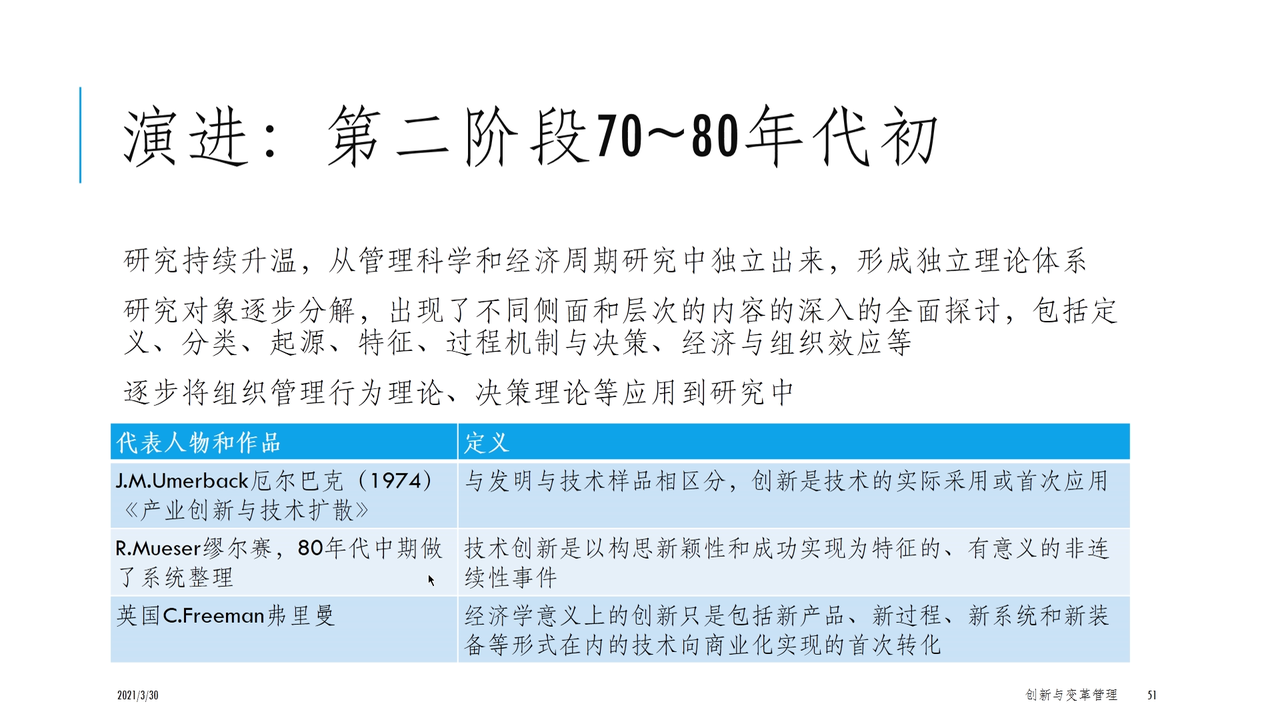 演进：第二阶段70~80年代初
研究持续升温，从管理科学和经济周期研究中独立出来，形成独立理论体系
研究对象逐步分解，出现了不同侧面和层次的内容的深入的全面探讨，包括定
义、分类、起源、特征、过程机制与决策、经济与组织效应等
逐步将组织管理行为理论、决策理论等应用到研究中
代表人物和作品
定义
J.M.Umerback厄尔巴克（1974）
《产业创新与技术扩散》
与发明与技术样品相区分，创新是技术的实际采用或首次应用
R.Mueser缪尔赛，80年代中期做
了系统整理
技术创新是以构思新颖性和成功实现为特征的、有意义的非连
续性事件
英国C.Freeman弗里曼
经济学意义上的创新只是包括新产品、新过程、新系统和新装
备等形式在内的技术向商业化实现的首次转化
2021/3/30
创新与变革管理
51